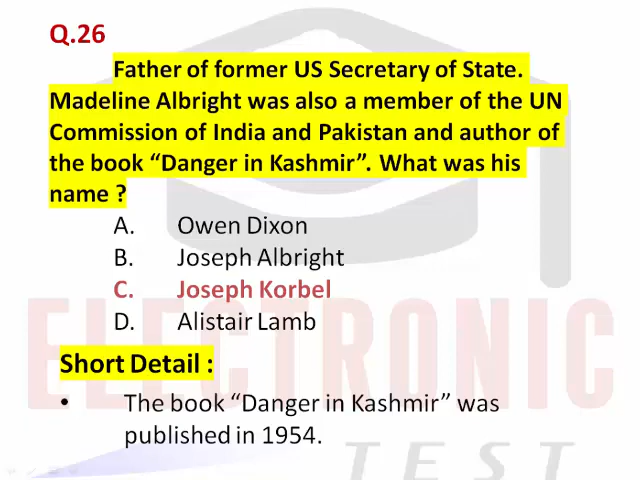 Q.26
Father of former US Secretary of State.
Madeline Albright was also a member of the UN
Commission of India and Pakistan and author of
the book “Danger in Kashmir”. What was his
name ?
A. Owen Dixon
B. Joseph Albright
C. Joseph Korbel
D. Alistair Lamb
Short Detail :
• The book “Danger in Kashmir” was
published in 1954.
ELECTRONIC
TEST